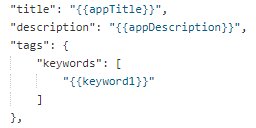 "title": "{{appTitle}}",
"description": "{{appDescription}}",
"tags": {
    "keywords": [
        "{{keyword1}}"
    ]
},